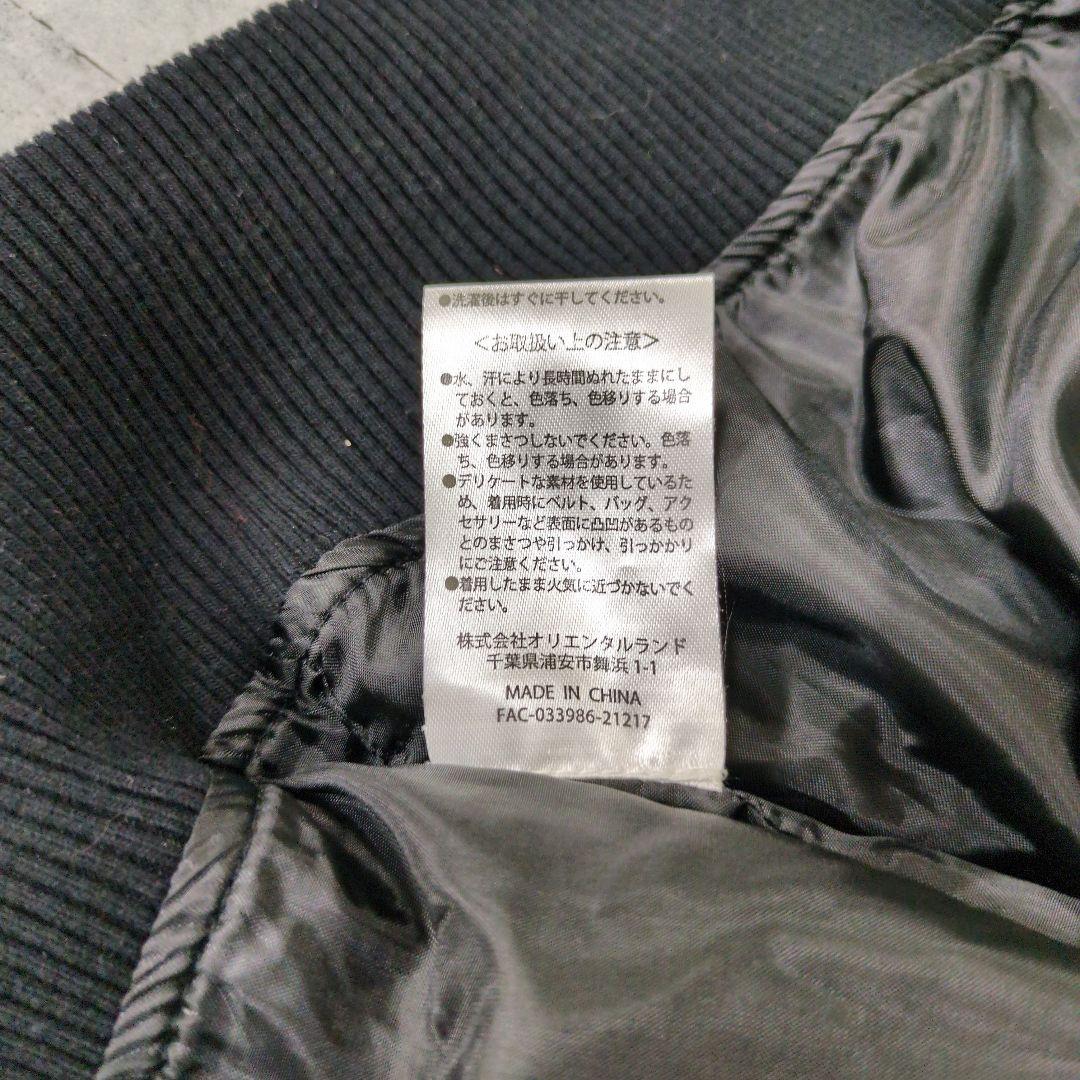 ●洗濯後はすぐに干してください。
＜お取扱い上の注意＞
●水、汗により長時間ぬれたままにし
ておくと、色落ち、色移りする場合
があります。
●強くまさつしないでください。色落
ち、色移りする場合があります。
●デリケートな素材を使用しているた
め、着用時にベルト、バッグ、アク
セサリーなど表面に凸凹があるもの
とのまさつや引っかけ、引っかかり
にご注意ください。
●着用したまま火気に近づかないでく
ださい。
株式会社オリエンタルランド
千葉県浦安市舞浜1-1
MADE IN CHINA
FAC-033986-21217